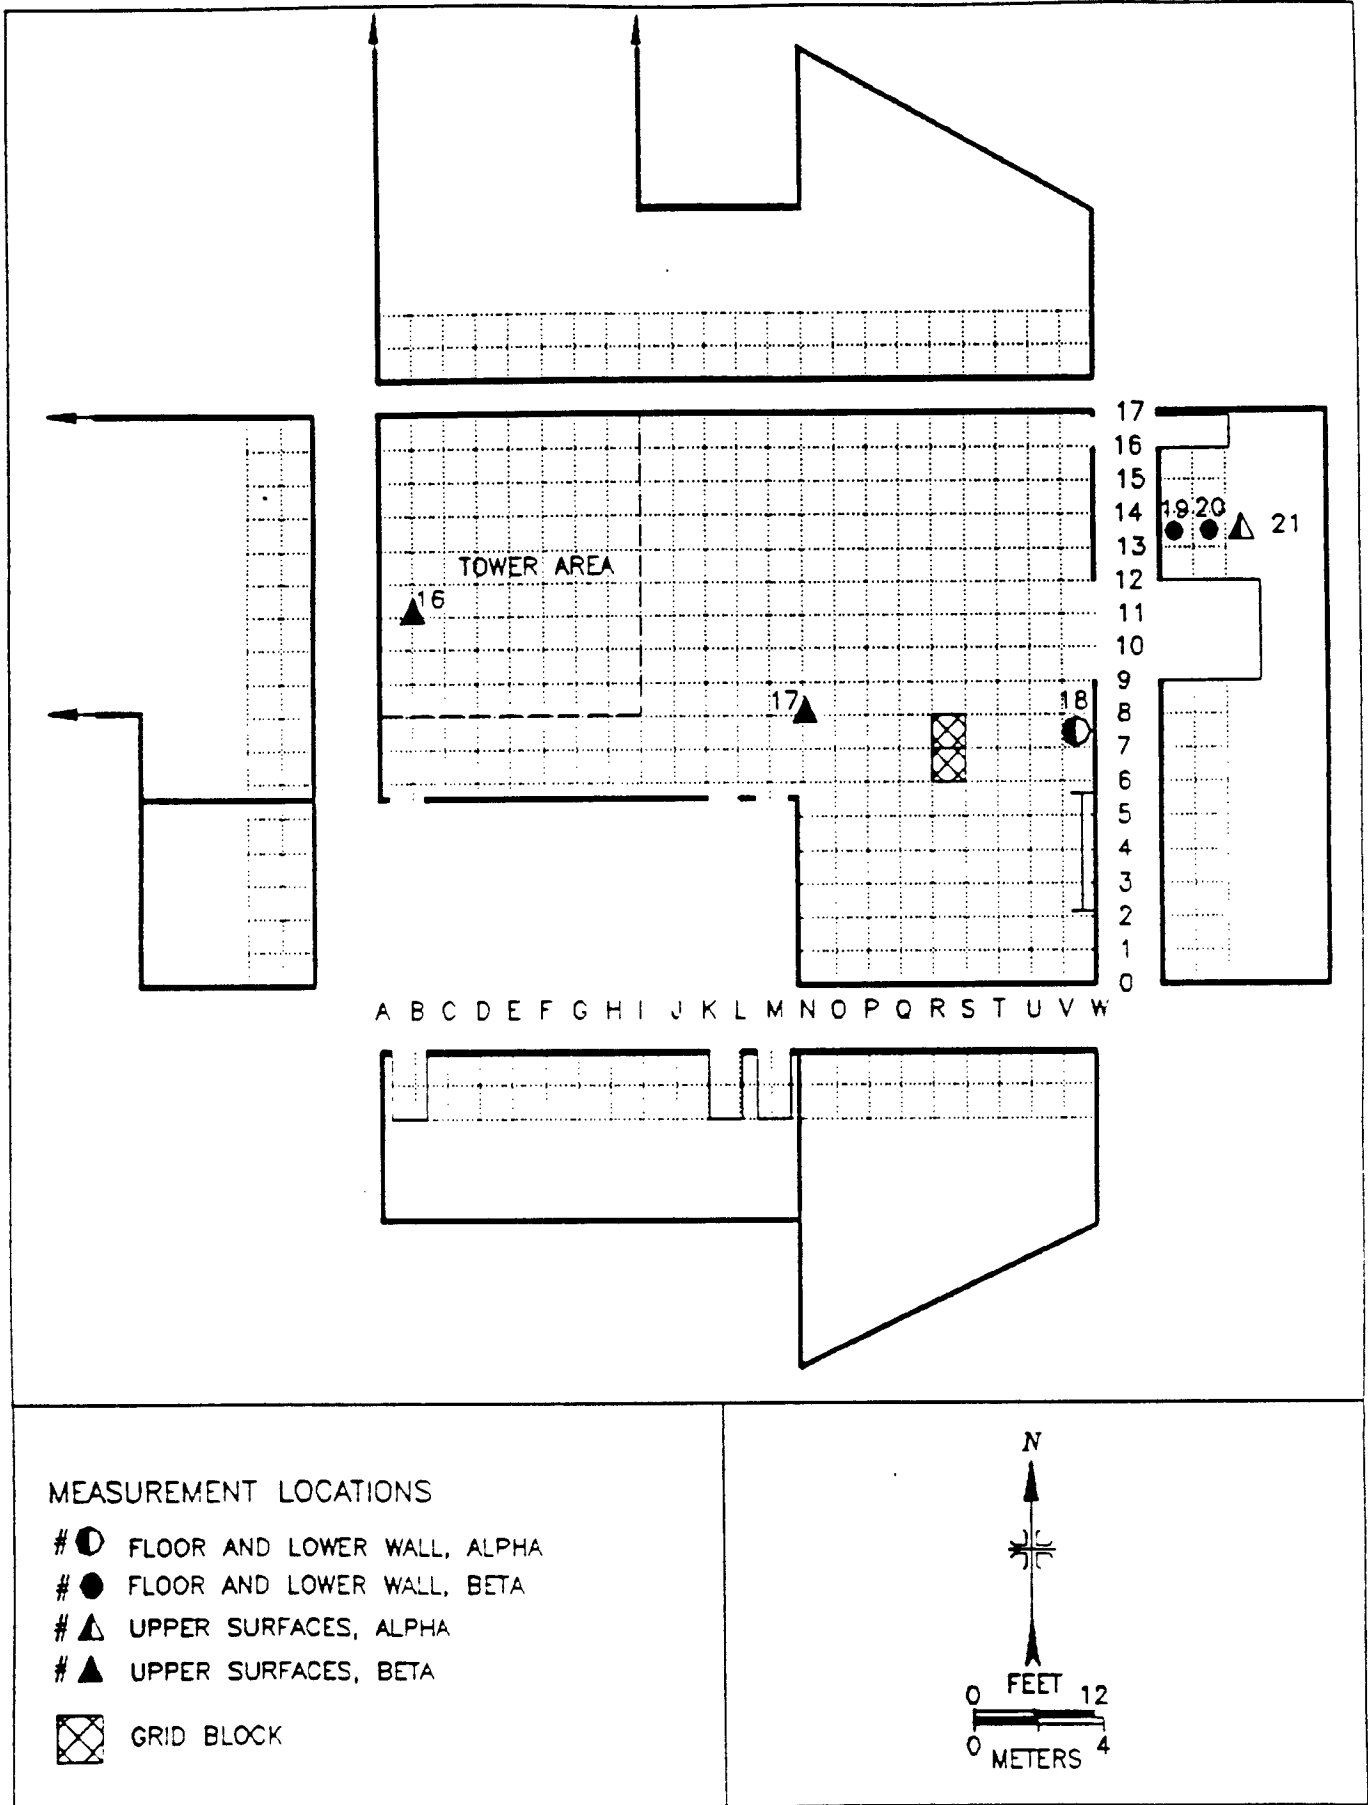 17
16
15
14
13
12
11
10
9
8
7
6
5
4
3
2
1
0
19 20
21
TOWER AREA
16
17
18
A B C D E F G H I J K L M N O P Q R S T U V W
MEASUREMENT LOCATIONS
# FLOOR AND LOWER WALL, ALPHA
# FLOOR AND LOWER WALL, BETA
# UPPER SURFACES, ALPHA
# UPPER SURFACES, BETA
GRID BLOCK
N
FEET
0 12
0 4
METERS